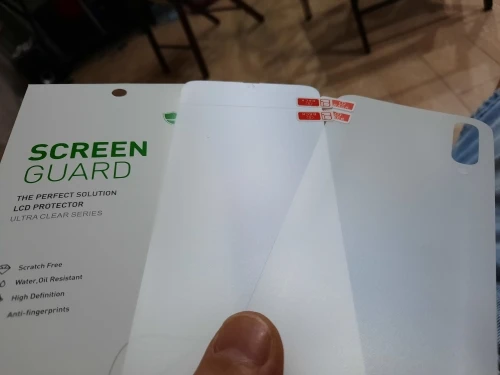 SCREEN
GUARD
THE PERFECT SOLUTION
LCD PROTECTOR
ULTRA CLEAR SERIES
Scratch Free
Water,Oil Resistant
High Definition
Anti-fingerprints